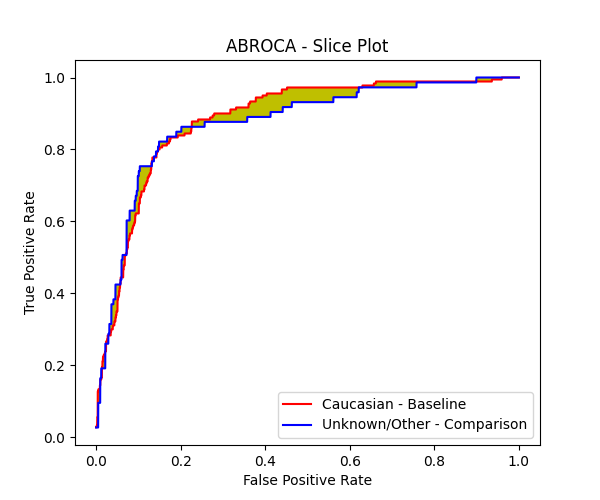 ABROCA - Slice Plot
1.0
0.8
0.6
0.4
0.2
0.0
True Positive Rate
Caucasian - Baseline
Unknown/Other - Comparison
0.0 0.2 0.4 0.6 0.8 1.0
False Positive Rate